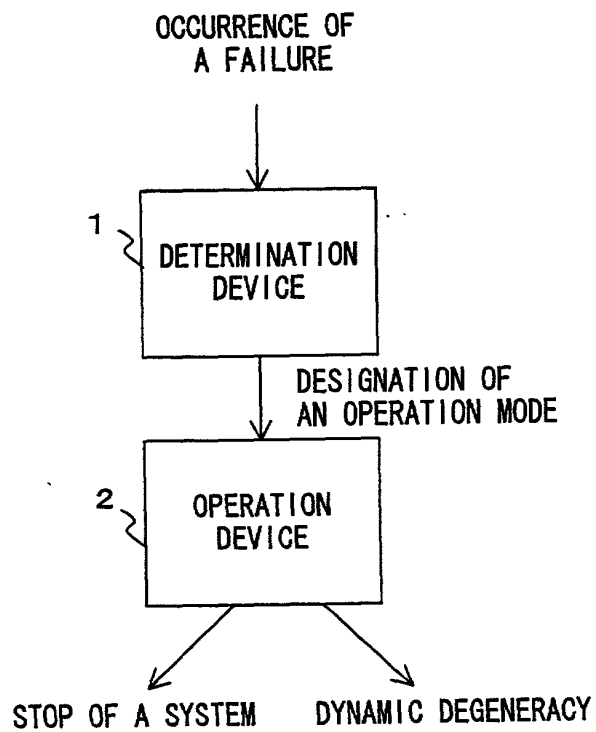 OCCURRENCE OF
A FAILURE
1
DETERMINATION
DEVICE
DESIGNATION OF
AN OPERATION MODE
2
OPERATION
DEVICE
STOP OF A SYSTEM
DYNAMIC DEGENERACY